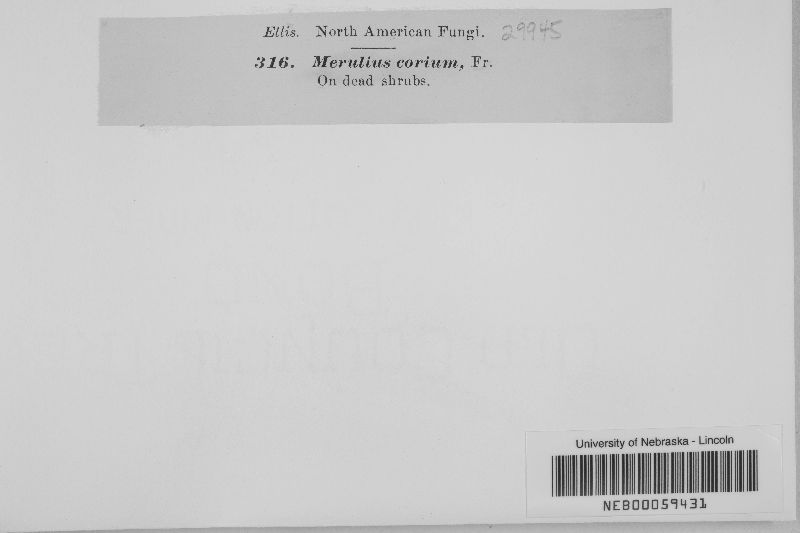 Ellis. North American Fungi. 29945
316. Merulius corium, Fr.
On dead shrubs.
University of Nebraska - Lincoln
NEB00059431